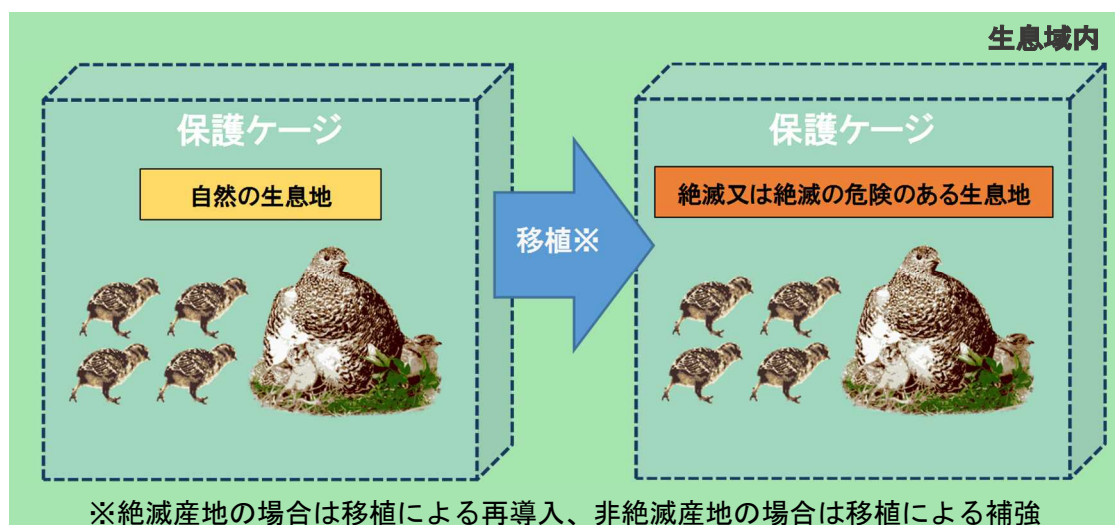 生息域内
保護ケージ
自然の生息地
移植※
保護ケージ
絶滅又は絶滅の危険のある生息地
※絶滅産地の場合は移植による再導入、非絶滅産地の場合は移植による補強